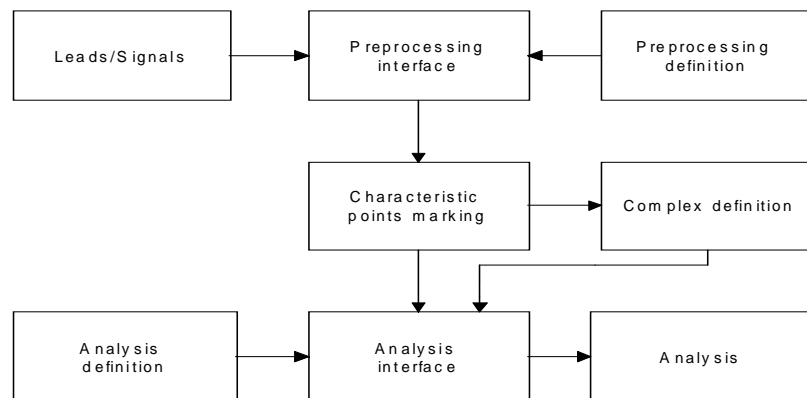 Leads/Signals
Preprocessing
interface
Preprocessing
definition
Characteristic
points marking
Complex definition
Analysis
definition
Analysis
interface
Analysis